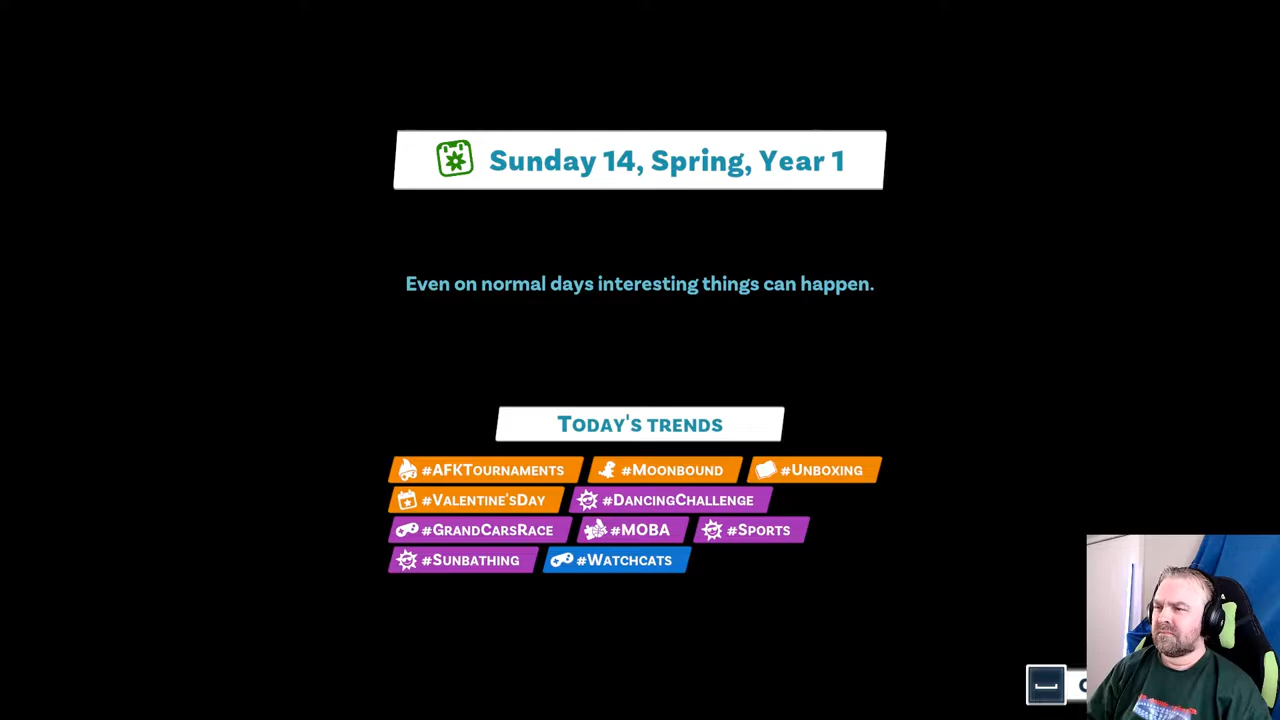 Sunday 14, Spring, Year 1
Even on normal days interesting things can happen.
TODAY'S TRENDS
#AFKTOURNAMENTS #MOONBOUND #UNBOXING
#VALENTINE'SDAY #DANCINGCHALLENGE
#GRANDCARSRACE #MOBA #SPORTS
#SUNBATHING #WATCHCATS